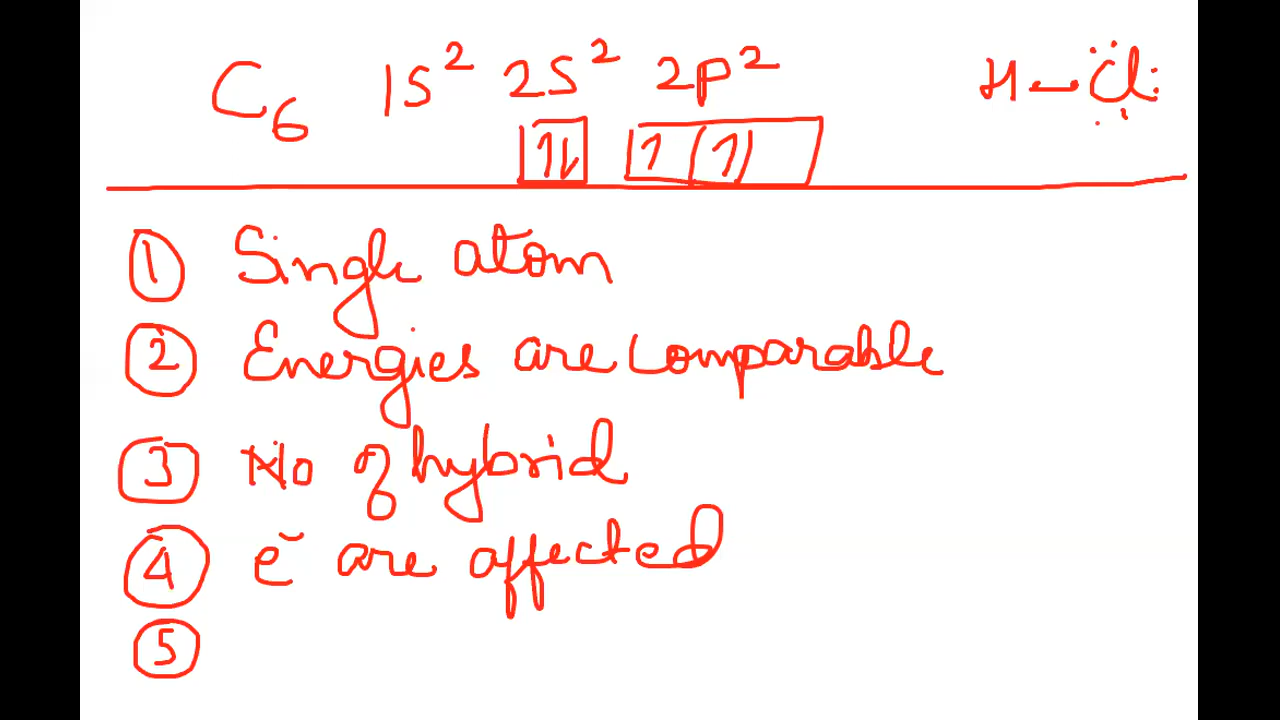 C₆ 1S² 2S² 2P² H-Cl
1 Single atom
2 Energies are comparable
3 No of hybrid
4 e⁻ are affected
5